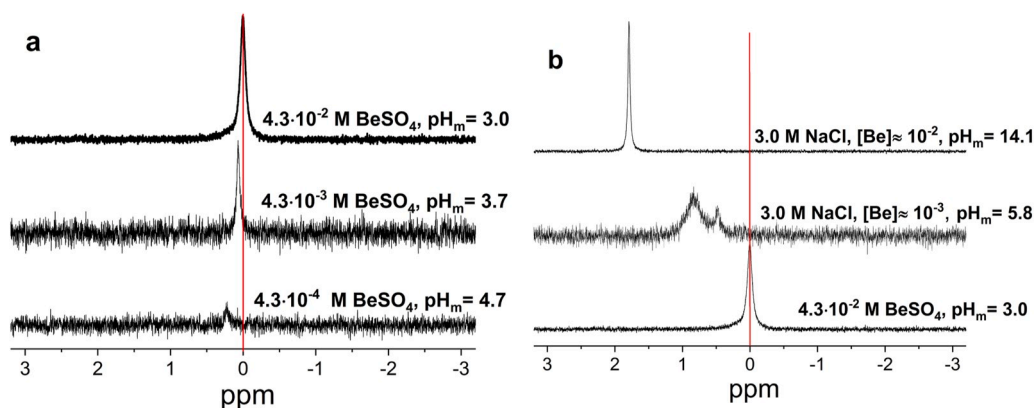 a
4.3·10⁻² M BeSO₄, pHₘ= 3.0
4.3·10⁻³ M BeSO₄, pHₘ= 3.7
4.3·10⁻⁴ M BeSO₄, pHₘ= 4.7
3 2 1 0 -1 -2 -3
ppm
b
3.0 M NaCl, [Be]≈ 10⁻², pHₘ= 14.1
3.0 M NaCl, [Be]≈ 10⁻³, pHₘ= 5.8
4.3·10⁻² M BeSO₄, pHₘ= 3.0
3 2 1 0 -1 -2 -3
ppm